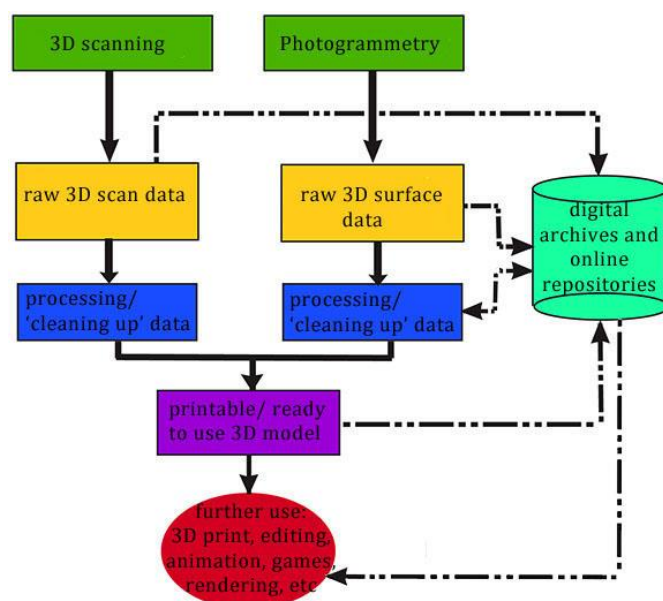 3D scanning
Photogrammetry
raw 3D scan data
raw 3D surface
data
digital
archives and
online
repositories
processing/
‘cleaning up’ data
processing/
‘cleaning up’ data
printable/ ready
to use 3D model
further use:
3D print, editing,
animation, games,
rendering, etc